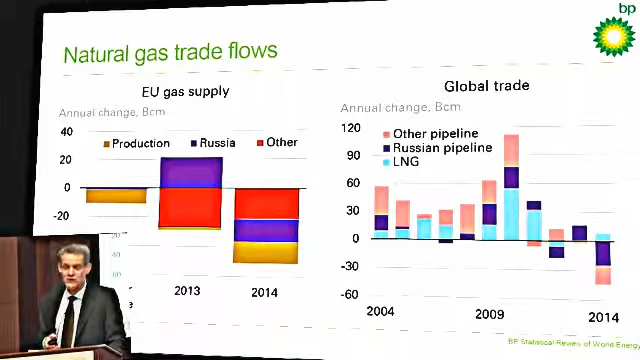 bp
Natural gas trade flows
EU gas supply
Annual change, Bcm
40
20
0
-20
Production
Russia
Other
2013
2014
Global trade
Annual change, Bcm
120
90
60
30
0
-30
-60
Other pipeline
Russian pipeline
LNG
2004
2009
2014
BP Statistical Review of World Energy